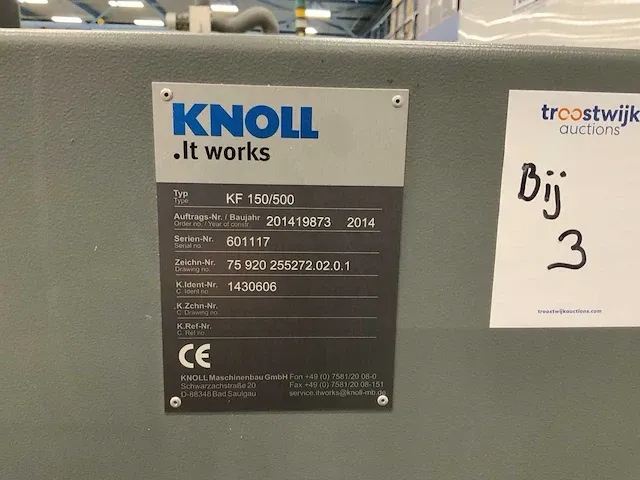 KNOLL
.It works
Typ
Type
KF 150/500
Auftrags-Nr. / Baujahr
Order no. / Year of constr.
201419873 2014
Serien-Nr.
Serial no.
601117
Zeichn-Nr.
Drawing no.
75 920 255272.02.0.1
K.Ident-Nr.
C. Ident no.
1430606
K.Zchn-Nr.
C. Drawing no.
K.Ref-Nr.
C. Ref no.
CE
KNOLL Maschinenbau GmbH Fon +49 (0) 7581/20 08-0
Schwarzachstraße 20 Fax +49 (0) 7581/20 08-151
D-88348 Bad Saulgau service.itworks@knoll-mb.de
troostwijk
auctions
Bij
3
troostwijkauctions.com